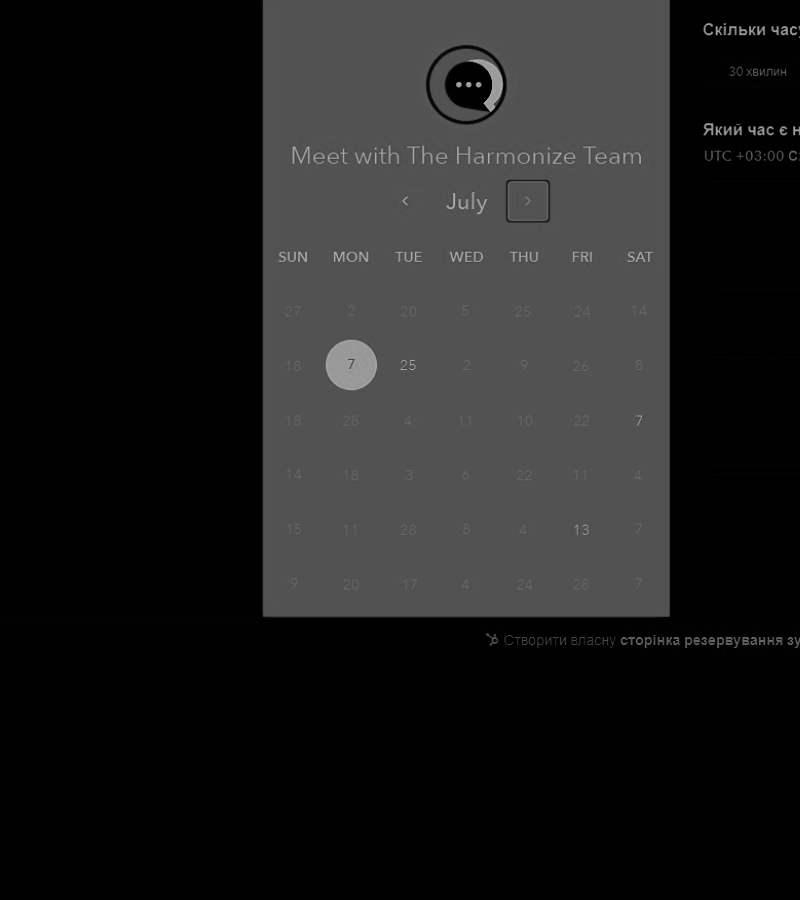 Meet with The Harmonize Team
July
SUN MON TUE WED THU FRI SAT
27 2 20 5 25 24 14
18 7 25 2 9 26 8
18 26 4 11 10 22 7
14 18 3 6 22 11 4
15 11 28 8 4 13 7
9 20 17 4 24 28 7
Скільки часу
30 хвилин
Який час є
UTC +03:00
Створити власну сторінка резервування